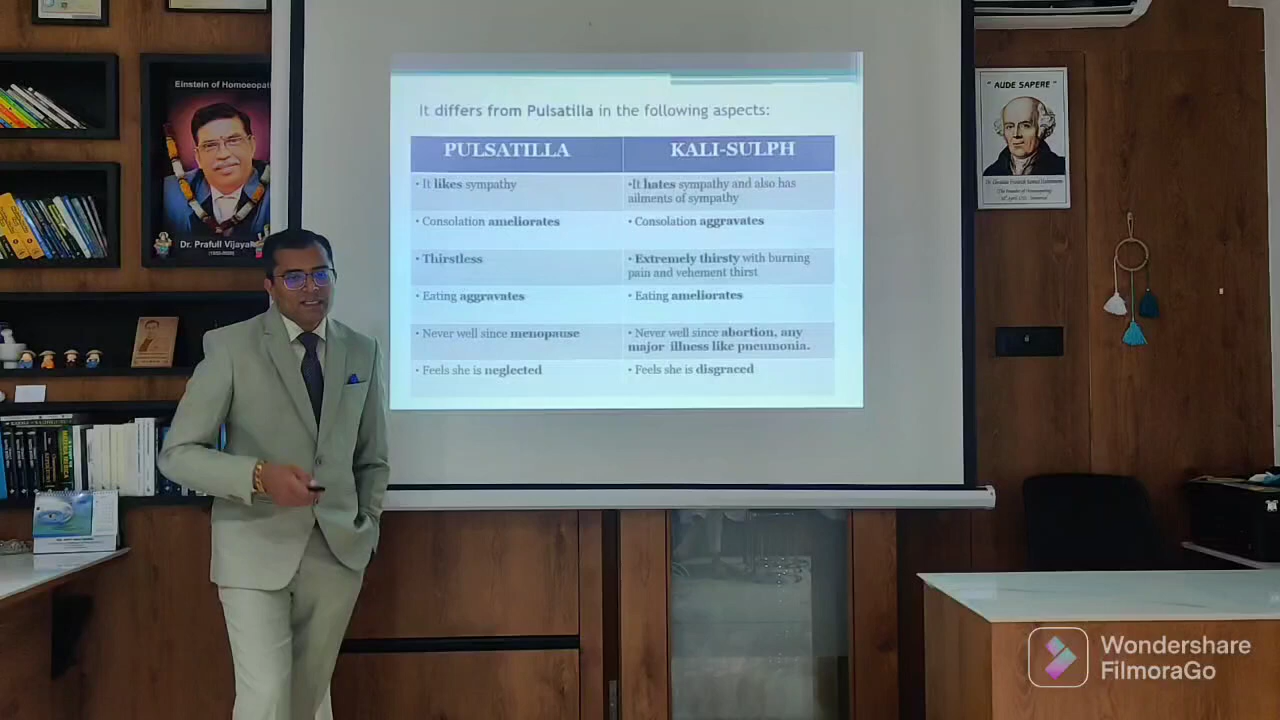 Einstein of Homoeopat
Dr. Prafull Vijayak
It differs from Pulsatilla in the following aspects:
PULSATILLA
KALI-SULPH
• It likes sympathy
•It hates sympathy and also has
ailments of sympathy
• Consolation ameliorates
• Consolation aggravates
• Thirstless
• Extremely thirsty with burning
pain and vehement thirst
• Eating aggravates
• Eating ameliorates
• Never well since menopause
• Never well since abortion, any
major illness like pneumonia.
• Feels she is neglected
• Feels she is disgraced
“ AUDE SAPERE ”
Wondershare
FilmoraGo